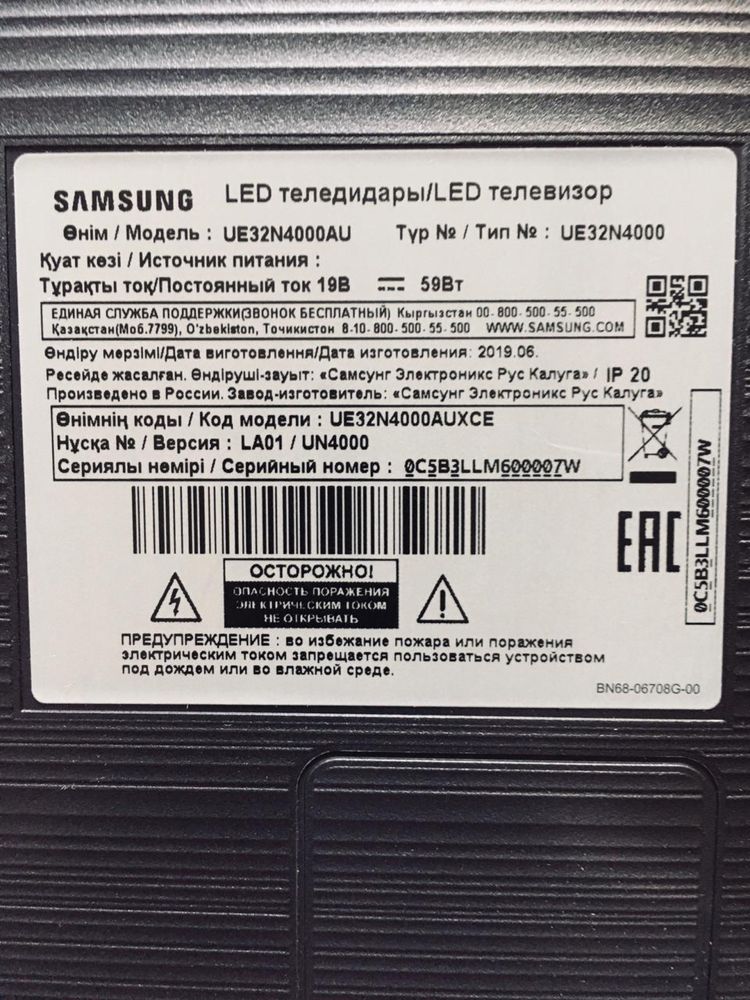 SAMSUNG LED теледидары/LED телевизор
Өнім / Модель : UE32N4000AU Түр № / Тип № : UE32N4000
Қуат көзі / Источник питания :
Тұрақты ток/Постоянный ток 19В 59Вт
ЕДИНАЯ СЛУЖБА ПОДДЕРЖКИ(ЗВОНОК БЕСПЛАТНЫЙ) Кыргызстан 00-800-500-55-500
Қазақстан(Моб.7799), O'zbekiston, Точикистон 8-10-800-500-55-500 WWW.SAMSUNG.COM
Өндіру мерзімі/Дата виготовлення/Дата изготовления: 2019.06.
Ресейде жасалған. Өндіруші-зауыт: «Самсунг Электроникс Рус Калуга» / IP 20
Произведено в России. Завод-изготовитель: «Самсунг Электроникс Рус Калуга»
Өнімнің коды / Код модели : UE32N4000AUXCE
Нұсқа № / Версия : LA01 / UN4000
Сериялы нөмірі / Серийный номер : 0C5B3LLM600007W
0C5B3LLM600007W
EAC
ОСТОРОЖНО!
ОПАСНОСТЬ ПОРАЖЕНИЯ
ЭЛЕКТРИЧЕСКИМ ТОКОМ
НЕ ОТКРЫВАТЬ
ПРЕДУПРЕЖДЕНИЕ : во избежание пожара или поражения
электрическим током запрещается пользоваться устройством
под дождем или во влажной среде.
BN68-06708G-00